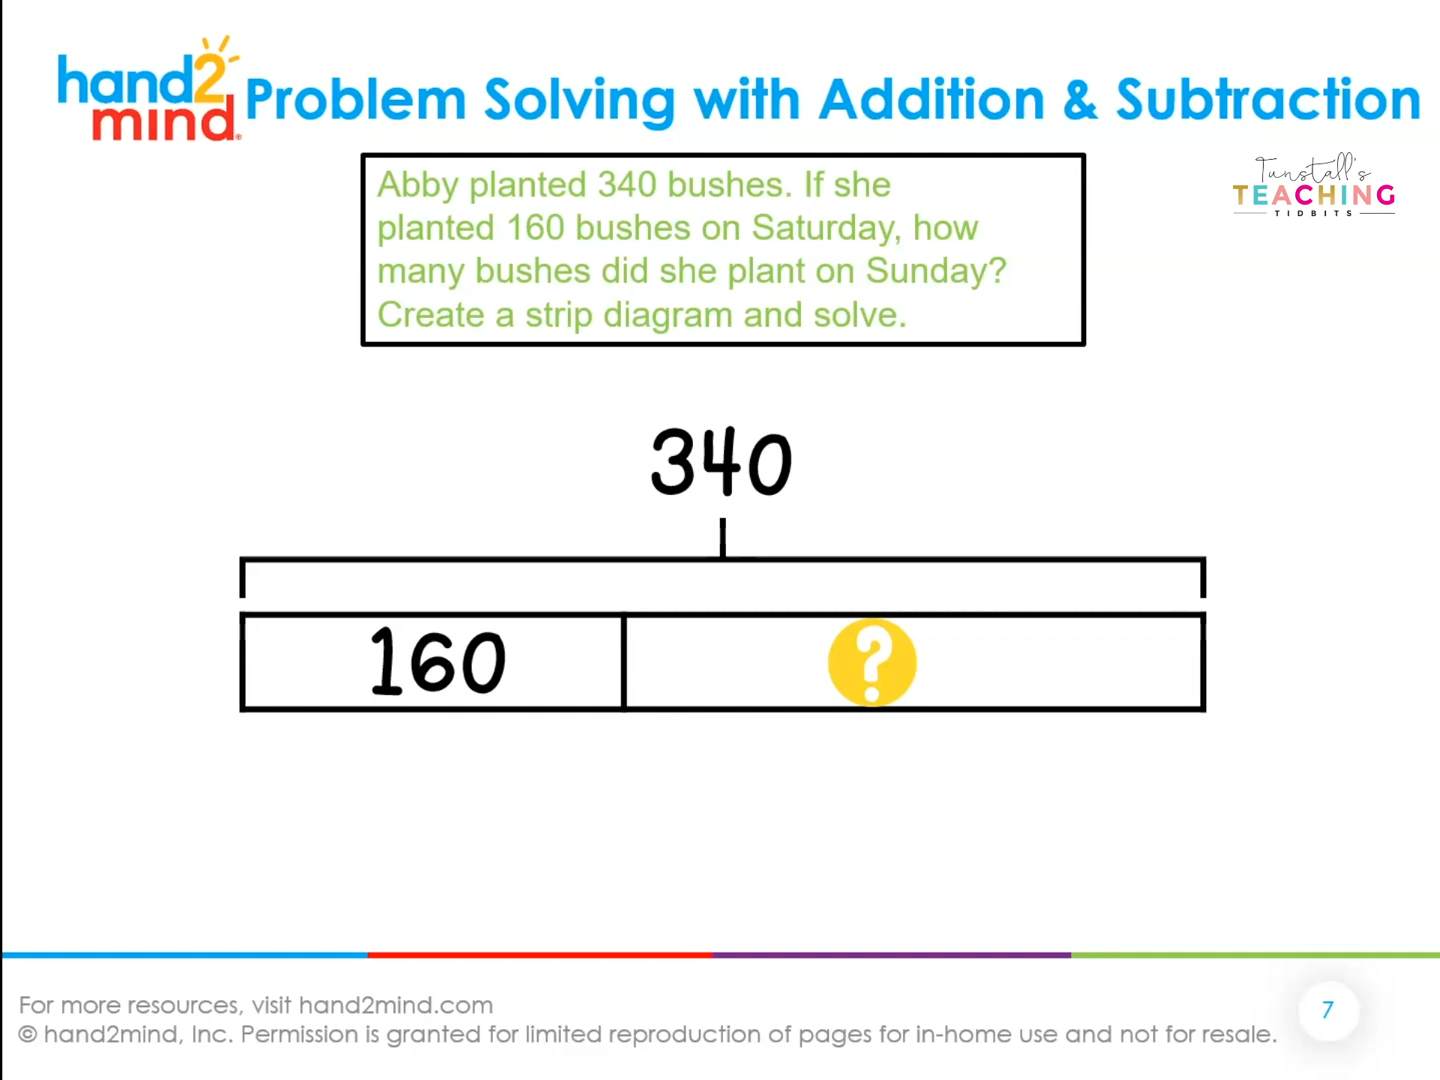 hand2
mind®
Problem Solving with Addition & Subtraction
Tunstall's
TEACHING
TIDBITS
Abby planted 340 bushes. If she
planted 160 bushes on Saturday, how
many bushes did she plant on Sunday?
Create a strip diagram and solve.
340
160
?
For more resources, visit hand2mind.com
© hand2mind, Inc. Permission is granted for limited reproduction of pages for in-home use and not for resale.
7